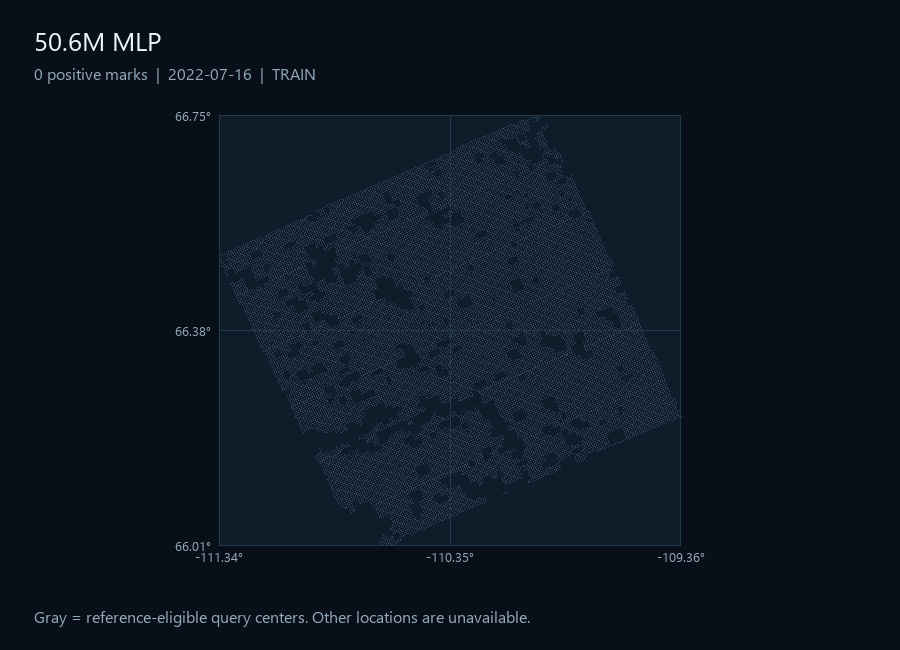 50.6M MLP
0 positive marks | 2022-07-16 | TRAIN
66.75°
66.38°
66.01°
-111.34°
-110.35°
-109.36°
Gray = reference-eligible query centers. Other locations are unavailable.